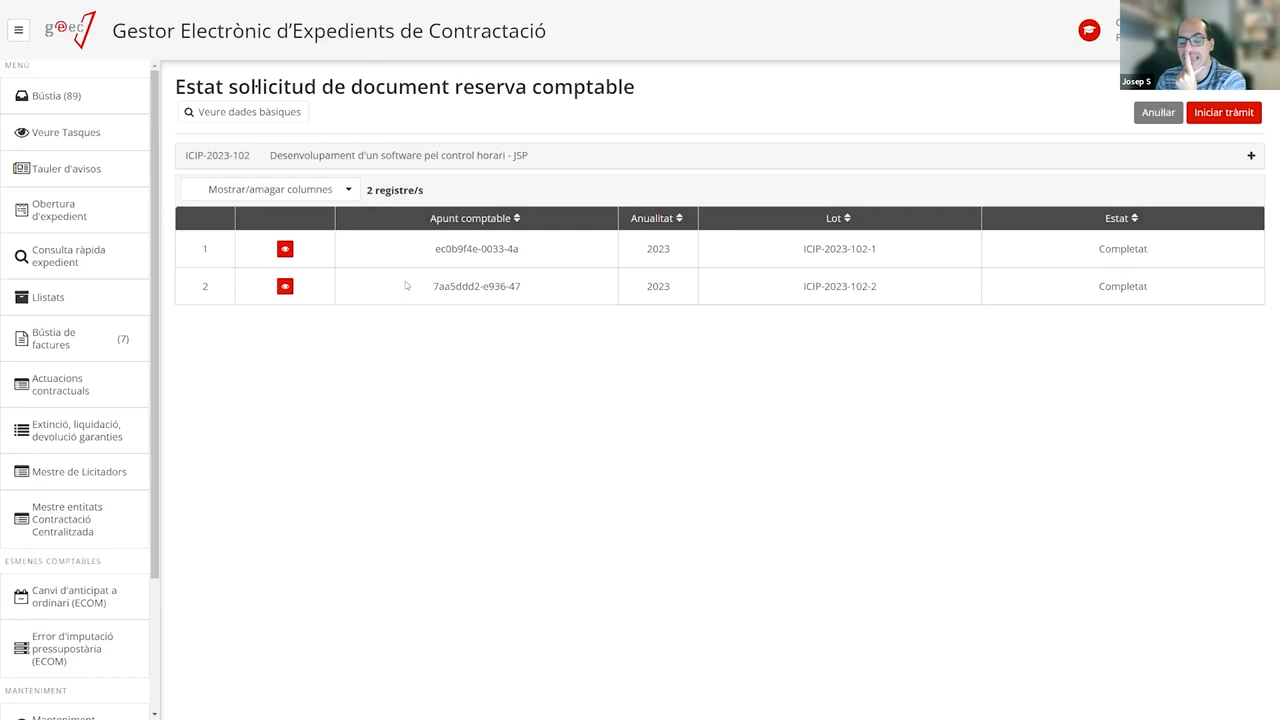 geec
Gestor Electrònic d'Expedients de Contractació
Josep S
MENÚ
Bústia (89)
Veure Tasques
Tauler d'avisos
Obertura
d'expedient
Consulta ràpida
expedient
Llistats
Bústia de
factures
(7)
Actuacions
contractuals
Extinció, liquidació,
devolució garanties
Mestre de Licitadors
Mestre entitats
Contractació
Centralitzada
ESMENES COMPTABLES
Canvi d'anticipat a
ordinari (ECOM)
Error d'imputació
pressupostària
(ECOM)
MANTENIMENT
Manteniment
Estat sol·licitud de document reserva comptable
Veure dades bàsiques
Anul·lar
Iniciar tràmit
ICIP-2023-102 Desenvolupament d'un software pel control horari - JSP
Mostrar/amagar columnes 2 registre/s
Apunt comptable Anualitat Lot Estat
1 ec0b9f4e-0033-4a 2023 ICIP-2023-102-1 Completat
2 7aa5ddd2-e936-47 2023 ICIP-2023-102-2 Completat